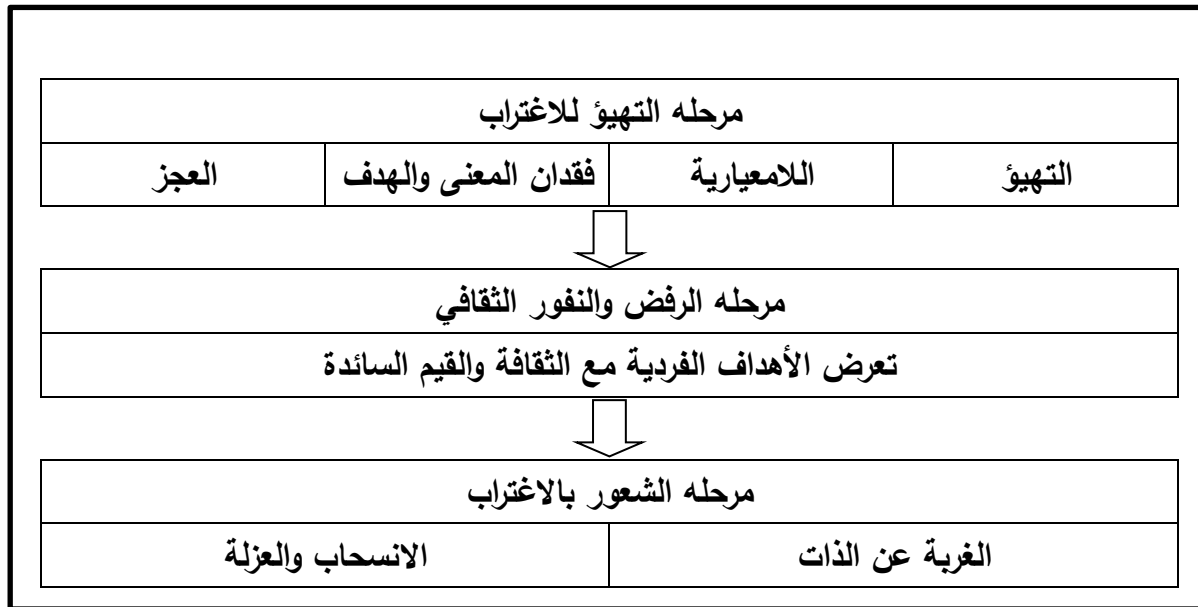 مرحله التهيؤ للاغتراب
التهيؤ اللامعيارية فقدان المعنى والهدف العجز
مرحله الرفض والنفور الثقافي
تعرض الأهداف الفردية مع الثقافة والقيم السائدة
مرحله الشعور بالاغتراب
الغربة عن الذات الانسحاب والعزلة